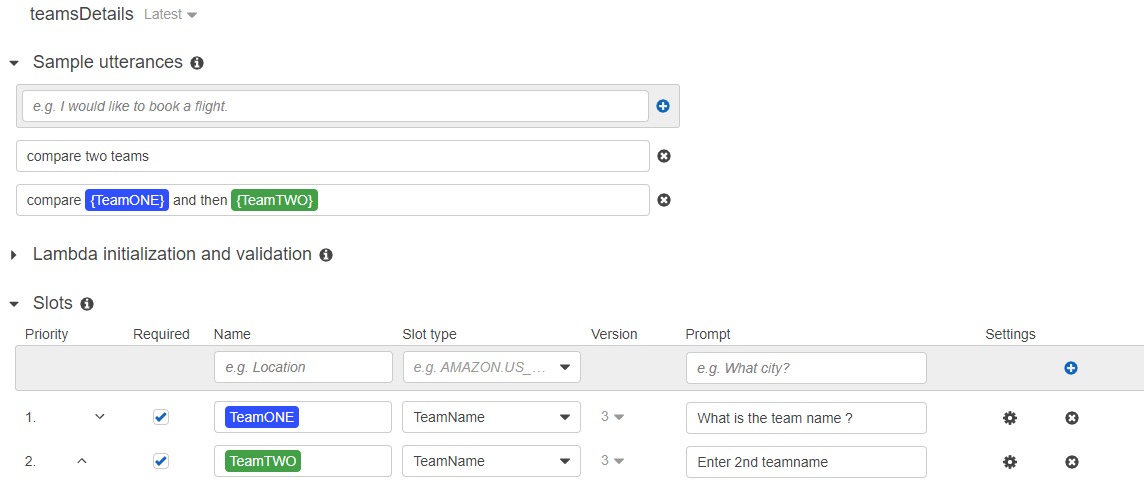 teamsDetails Latest
Sample utterances
e.g. I would like to book a flight.
compare two teams
compare {TeamONE} and then {TeamTWO}
Lambda initialization and validation
Slots
Priority Required Name Slot type Version Prompt Settings
e.g. Location e.g. AMAZON.US_... e.g. What city?
1. TeamONE TeamName 3 What is the team name ?
2. TeamTWO TeamName 3 Enter 2nd teamname